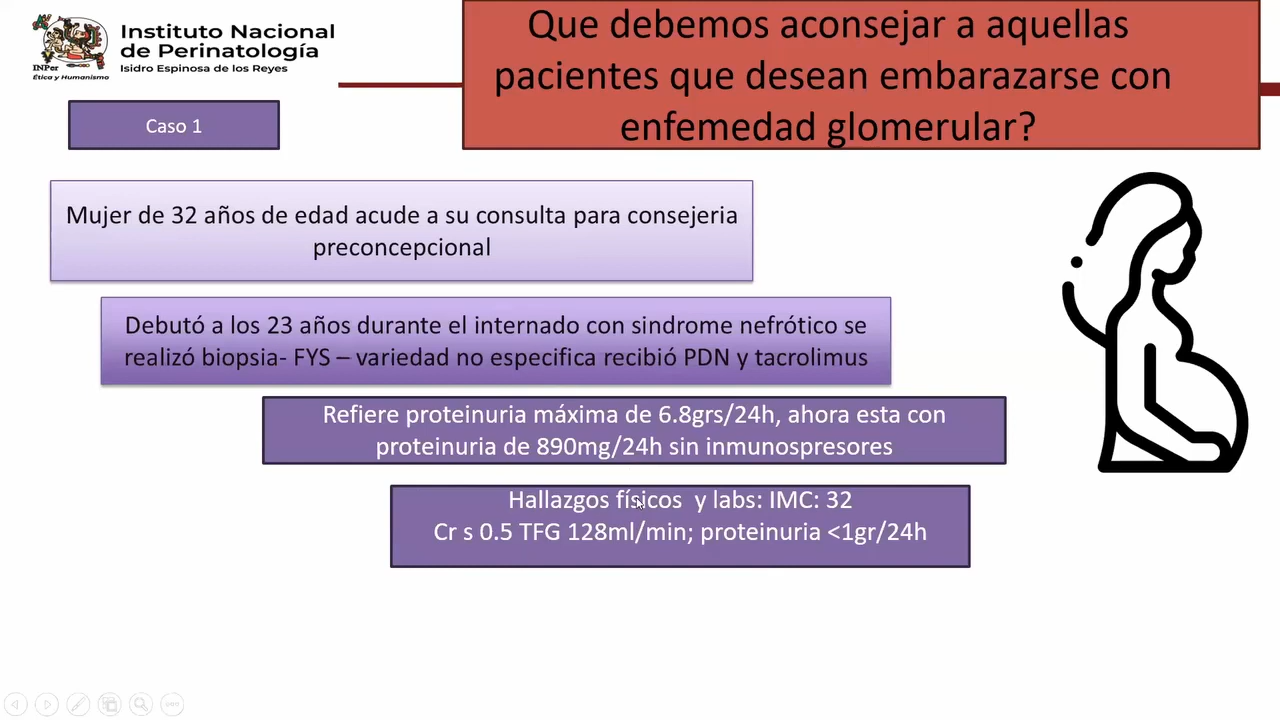 Instituto Nacional
de Perinatología
Isidro Espinosa de los Reyes
INPer
Ética y Humanismo
Que debemos aconsejar a aquellas
pacientes que desean embarazarse con
enfemedad glomerular?
Caso 1
Mujer de 32 años de edad acude a su consulta para consejeria
preconcepcional
Debutó a los 23 años durante el internado con sindrome nefrótico se
realizó biopsia- FYS – variedad no especifica recibió PDN y tacrolimus
Refiere proteinuria máxima de 6.8grs/24h, ahora esta con
proteinuria de 890mg/24h sin inmunospresores
Hallazgos físicos y labs: IMC: 32
Cr s 0.5 TFG 128ml/min; proteinuria <1gr/24h